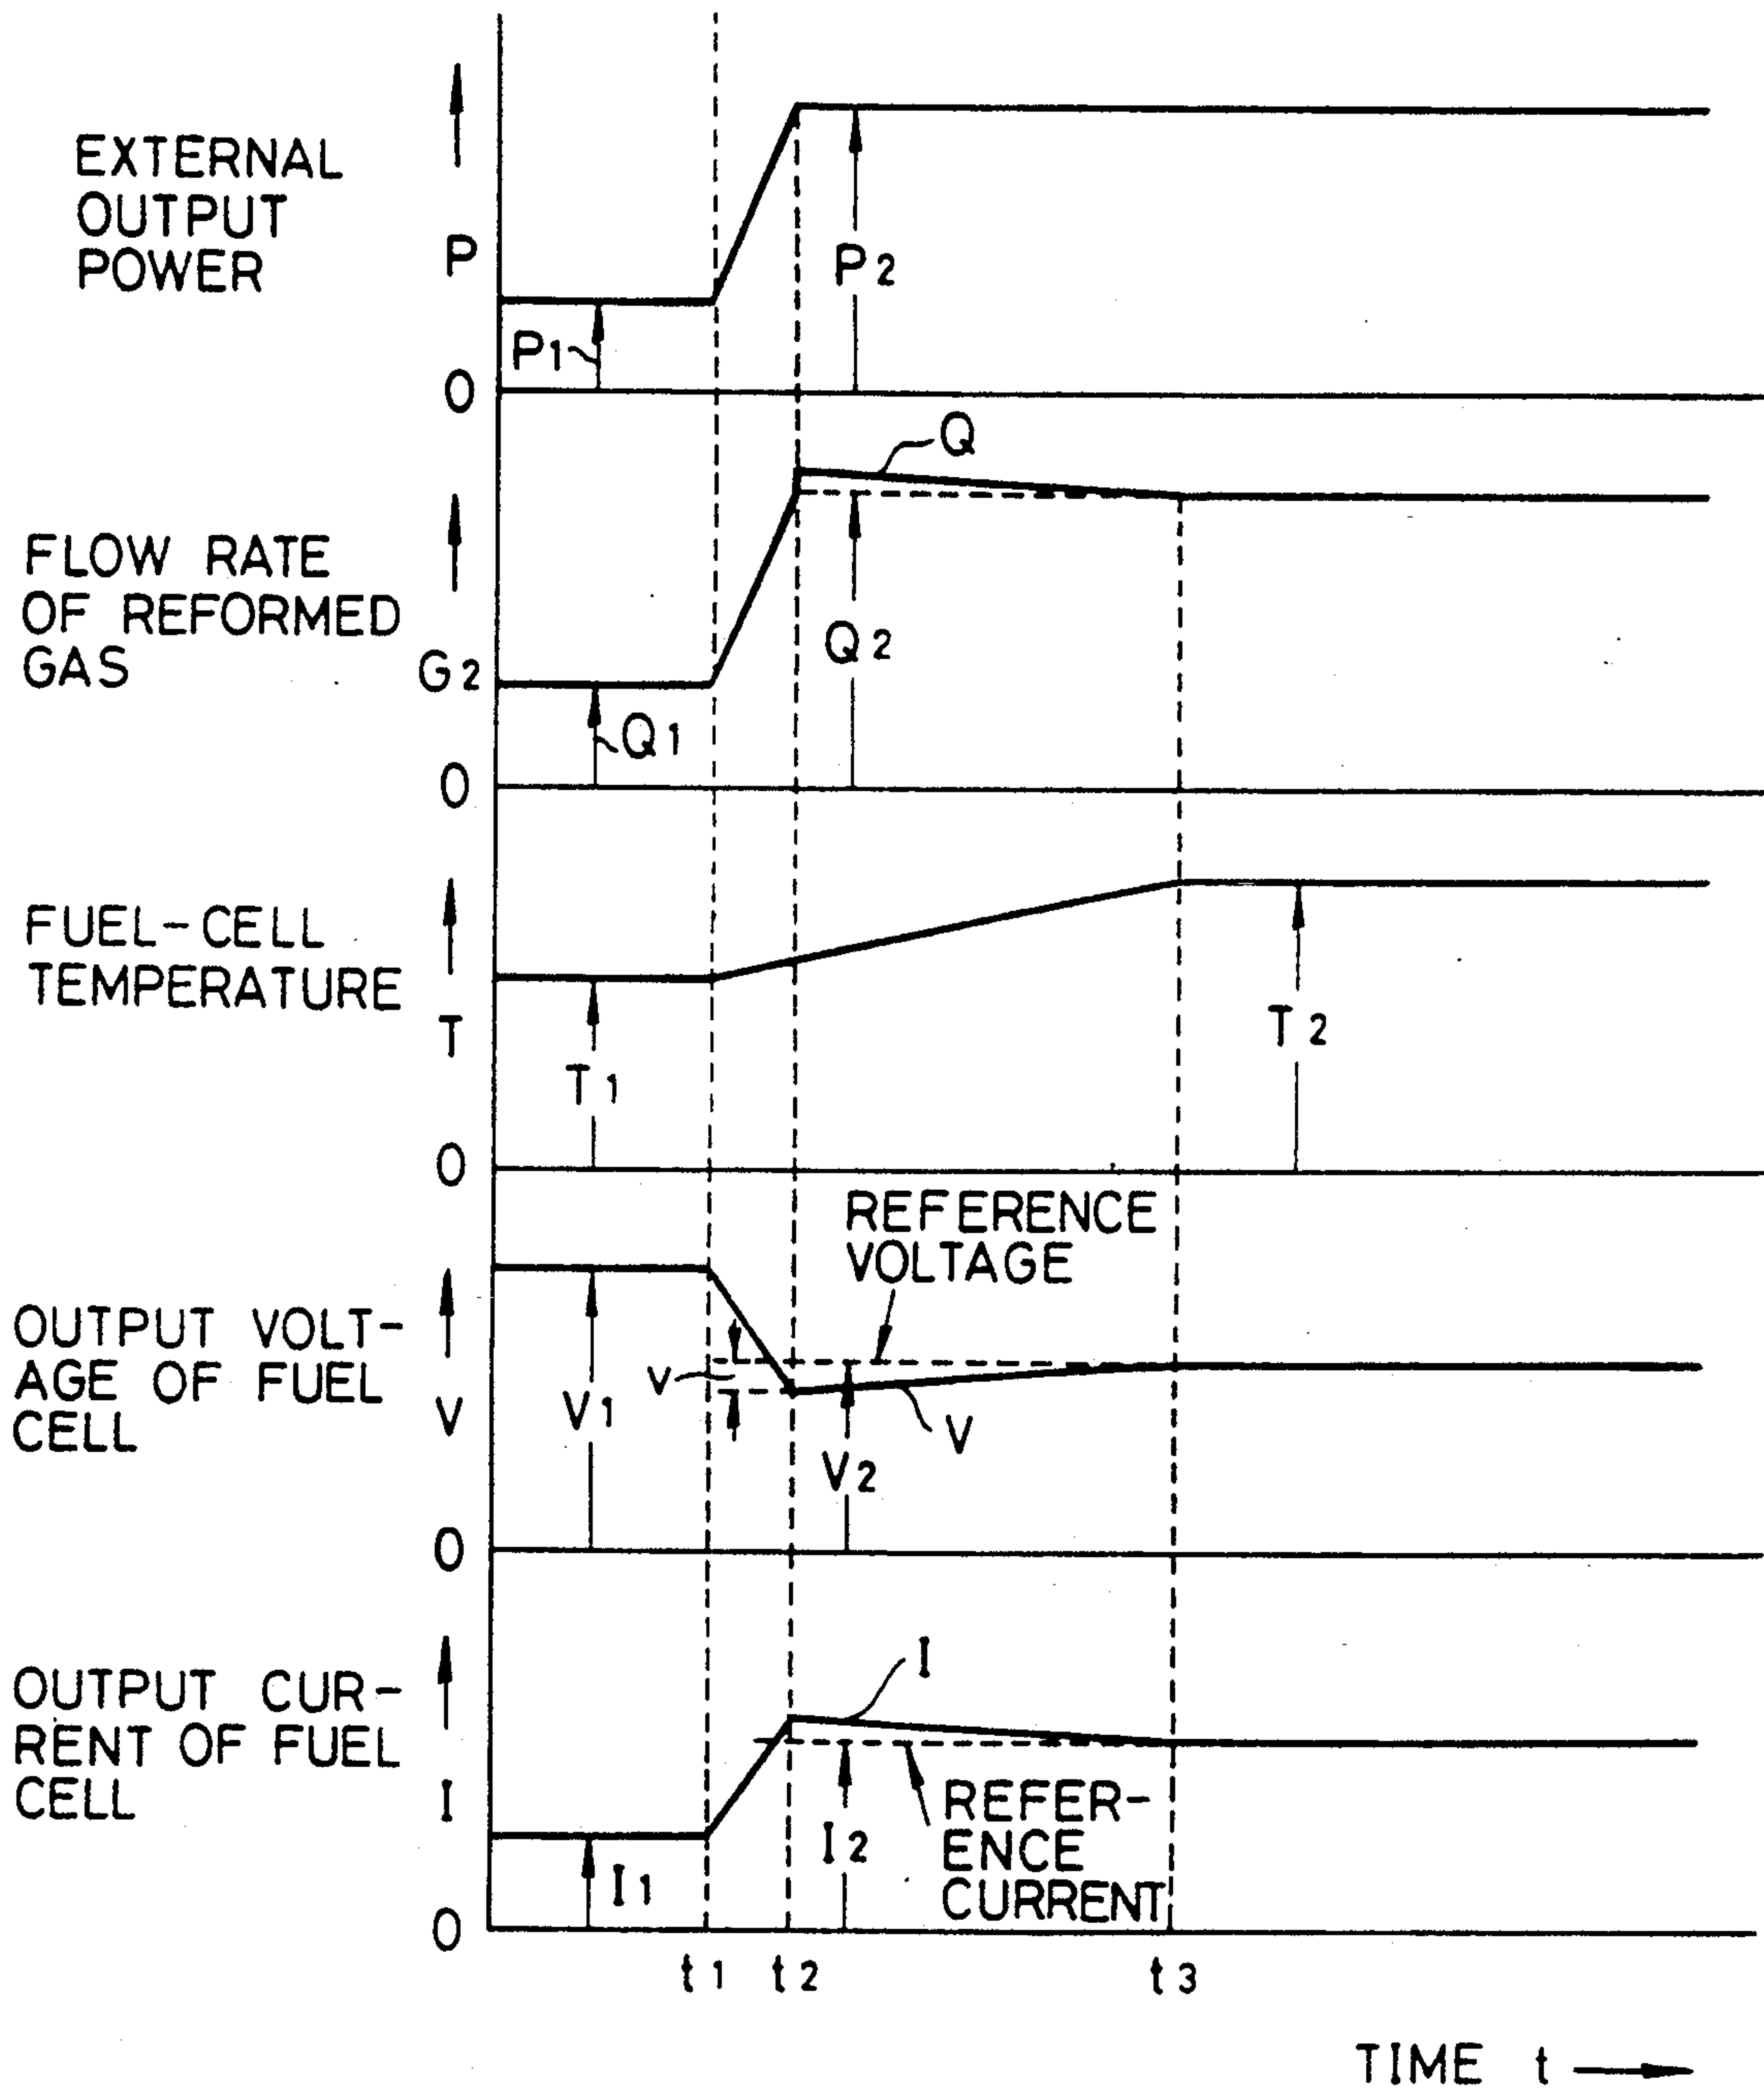 EXTERNAL
OUTPUT
POWER
P
P1
P2
0
FLOW RATE
OF REFORMED
GAS
G2
Q
Q1
Q2
0
FUEL-CELL
TEMPERATURE
T
T1
T2
0
REFERENCE
VOLTAGE
OUTPUT VOLT-
AGE OF FUEL
CELL
V
V1
v
V2
V
0
OUTPUT CUR-
RENT OF FUEL
CELL
I
I1
I
I2
REFER-
ENCE
CURRENT
0
t1 t2 t3
TIME t